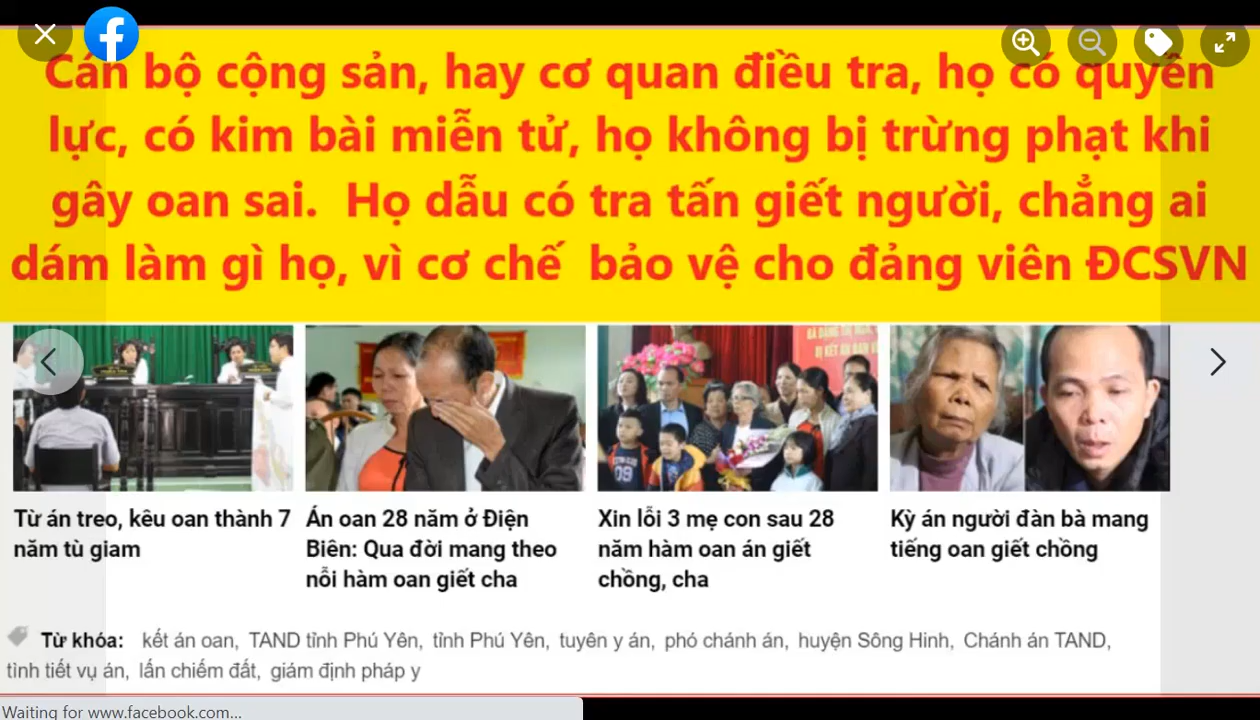 Cán bộ cộng sản, hay cơ quan điều tra, họ có quyền
lực, có kim bài miễn tử, họ không bị trừng phạt khi
gây oan sai. Họ dẫu có tra tấn giết người, chẳng ai
dám làm gì họ, vì cơ chế bảo vệ cho đảng viên ĐCSVN
09
Từ án treo, kêu oan thành 7
năm tù giam
Án oan 28 năm ở Điện
Biên: Qua đời mang theo
nỗi hàm oan giết cha
Xin lỗi 3 mẹ con sau 28
năm hàm oan án giết
chồng, cha
Kỳ án người đàn bà mang
tiếng oan giết chồng
Từ khóa: kết án oan, TAND tỉnh Phú Yên, tỉnh Phú Yên, tuyên y án, phó chánh án, huyện Sông Hinh, Chánh án TAND,
tình tiết vụ án, lấn chiếm đất, giám định pháp y
Waiting for www.facebook.com...